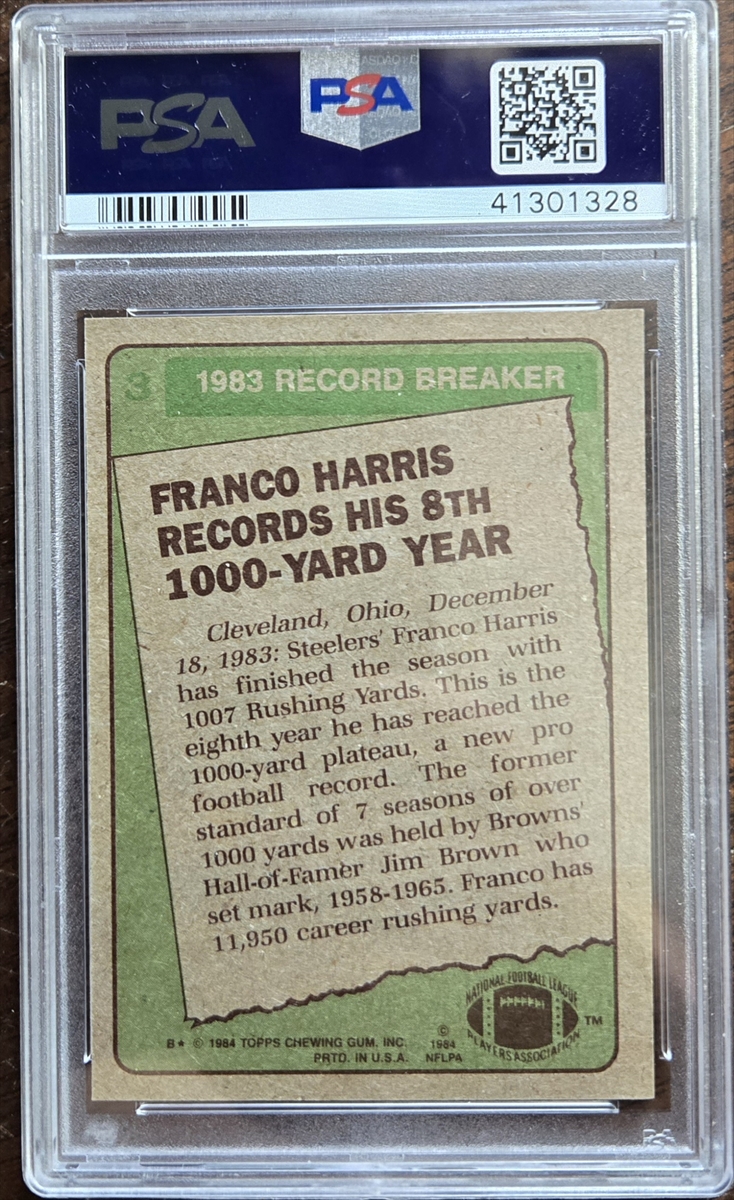 PSA
PSA
41301328
3 1983 RECORD BREAKER
FRANCO HARRIS
RECORDS HIS 8TH
1000-YARD YEAR
Cleveland, Ohio, December
18, 1983: Steelers' Franco Harris
has finished the season with
1007 Rushing Yards. This is the
eighth year he has reached the
1000-yard plateau, a new pro
football record. The former
standard of 7 seasons of over
1000 yards was held by Browns'
Hall-of-Famer Jim Brown who
set mark, 1958-1965. Franco has
11,950 career rushing yards.
NATIONAL FOOTBALL LEAGUE
PLAYERS ASSOCIATION
TM
B* © 1984 TOPPS CHEWING GUM, INC.
PRTD. IN U.S.A.
©
1984
NFLPA
PSA